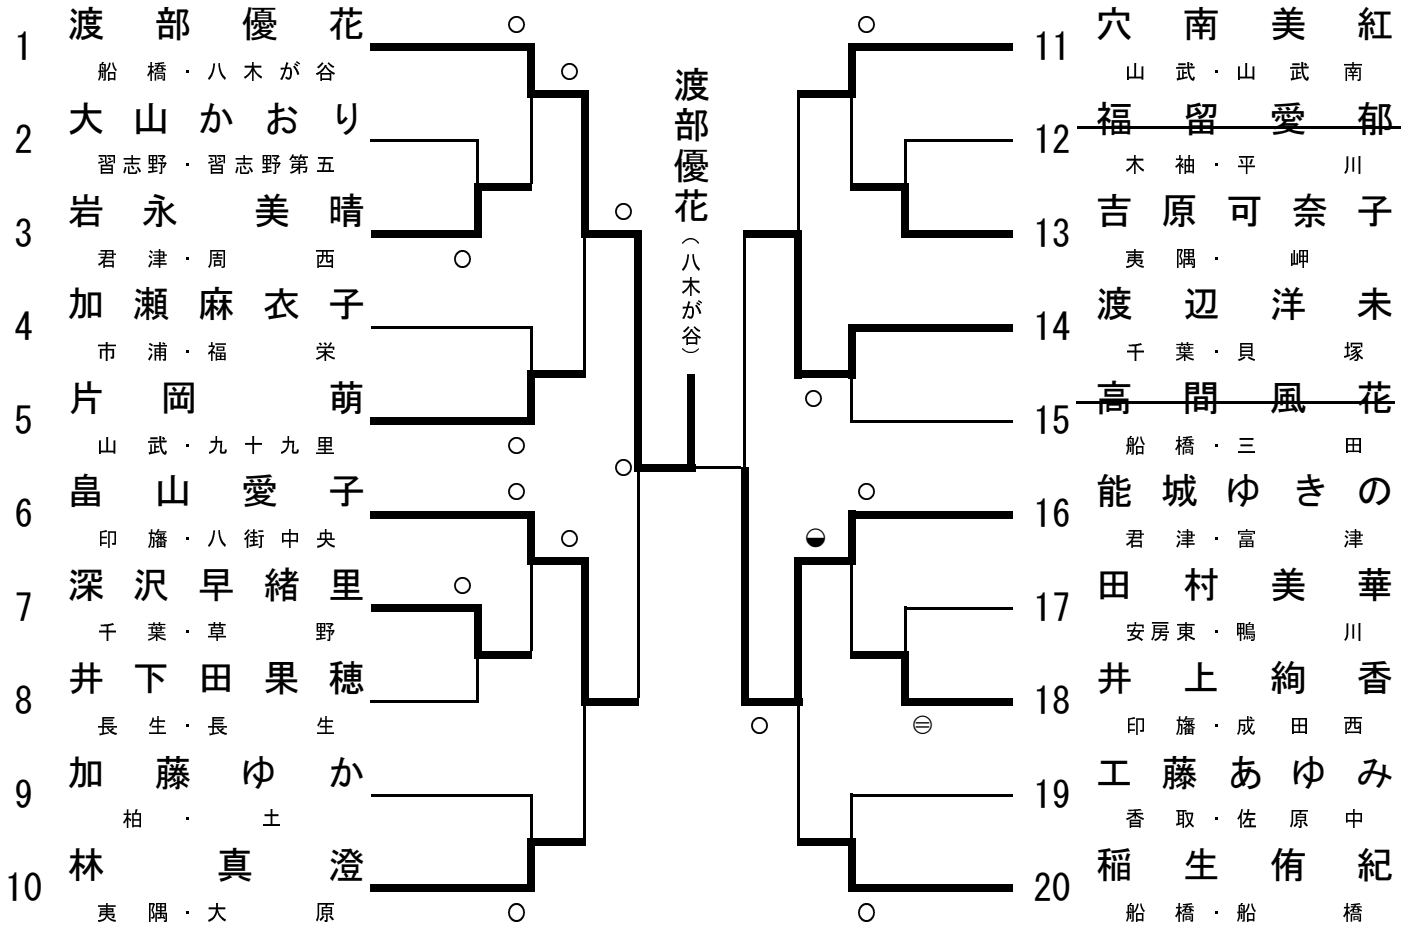 1 渡部優花
船橋・八木が谷
2 大山かおり
習志野・習志野第五
3 岩永美晴
君津・周西
4 加瀬麻衣子
市浦・福栄
5 片岡萌
山武・九十九里
6 畠山愛子
印旛・八街中央
7 深沢早緒里
千葉・草野
8 井下田果穂
長生・長生
9 加藤ゆか
柏・土
10 林真澄
夷隅・大原
渡部優花
（八木が谷）
11 穴南美紅
山武・山武南
12 福留愛郁
木袖・平川
13 吉原可奈子
夷隅・岬
14 渡辺洋未
千葉・貝塚
15 高間風花
船橋・三田
16 能城ゆきの
君津・富津
17 田村美華
安房東・鴨川
18 井上絢香
印旛・成田西
19 工藤あゆみ
香取・佐原中
20 稲生侑紀
船橋・船橋